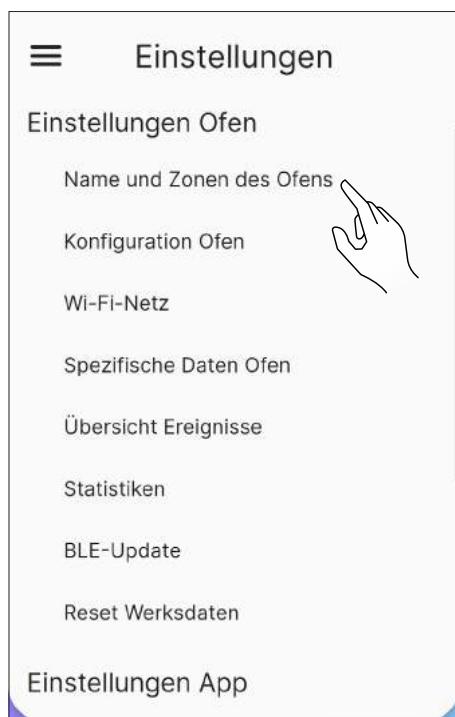 Einstellungen
Einstellungen Ofen
Name und Zonen des Ofens
Konfiguration Ofen
Wi-Fi-Netz
Spezifische Daten Ofen
Übersicht Ereignisse
Statistiken
BLE-Update
Reset Werksdaten
Einstellungen App